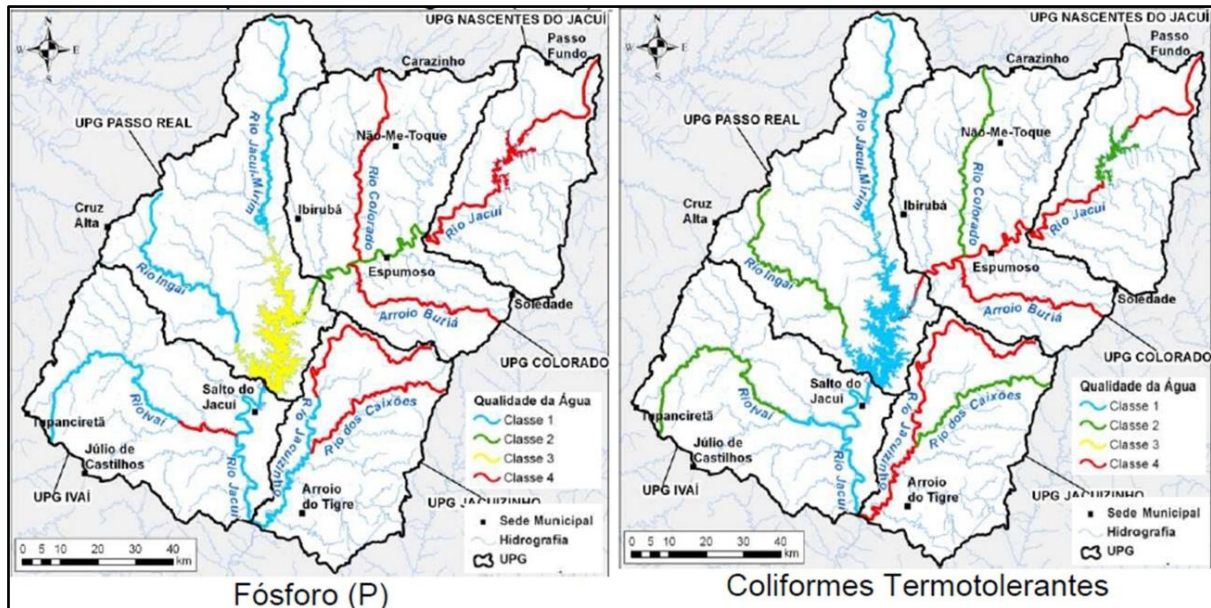 N
W E
S
UPG NASCENTES DO JACUÍ
Passo
Fundo
Carazinho
UPG PASSO REAL
Rio Jacuí-Mirim
Não-Me-Toque
Rio Colorado
Ibirubá
Cruz
Alta
Rio Jacuí
Espumoso
Rio Ingaí
Soledade
Arroio Buriá
UPG COLORADO
Salto do
Jacuí
Rio Ivaí
Rio dos Caixões
Rio Jacuizinho
upanciretã
Júlio de
Castilhos
Rio Jacuí
UPG IVAÍ
Arroio
do Tigre
UPG JACUIZINHO
Qualidade da Água
Classe 1
Classe 2
Classe 3
Classe 4
Sede Municipal
Hidrografia
UPG
0 5 10 20 30 40
km
Fósforo (P)
N
W E
S
UPG NASCENTES DO JACUÍ
Passo
Fundo
Carazinho
UPG PASSO REAL
Rio Jacuí-Mirim
Não-Me-Toque
Rio Colorado
Ibirubá
Cruz
Alta
Rio Jacuí
Espumoso
Rio Ingaí
Soledade
Arroio Buriá
UPG COLORADO
Salto do
Jacuí
Rio Ivaí
Rio dos Caixões
Rio Jacuizinho
upanciretã
Júlio de
Castilhos
Rio Jacuí
UPG IVAÍ
Arroio
do Tigre
UPG JACUIZINHO
Qualidade da Água
Classe 1
Classe 2
Classe 3
Classe 4
Sede Municipal
Hidrografia
UPG
0 5 10 20 30 40
km
Coliformes Termotolerantes